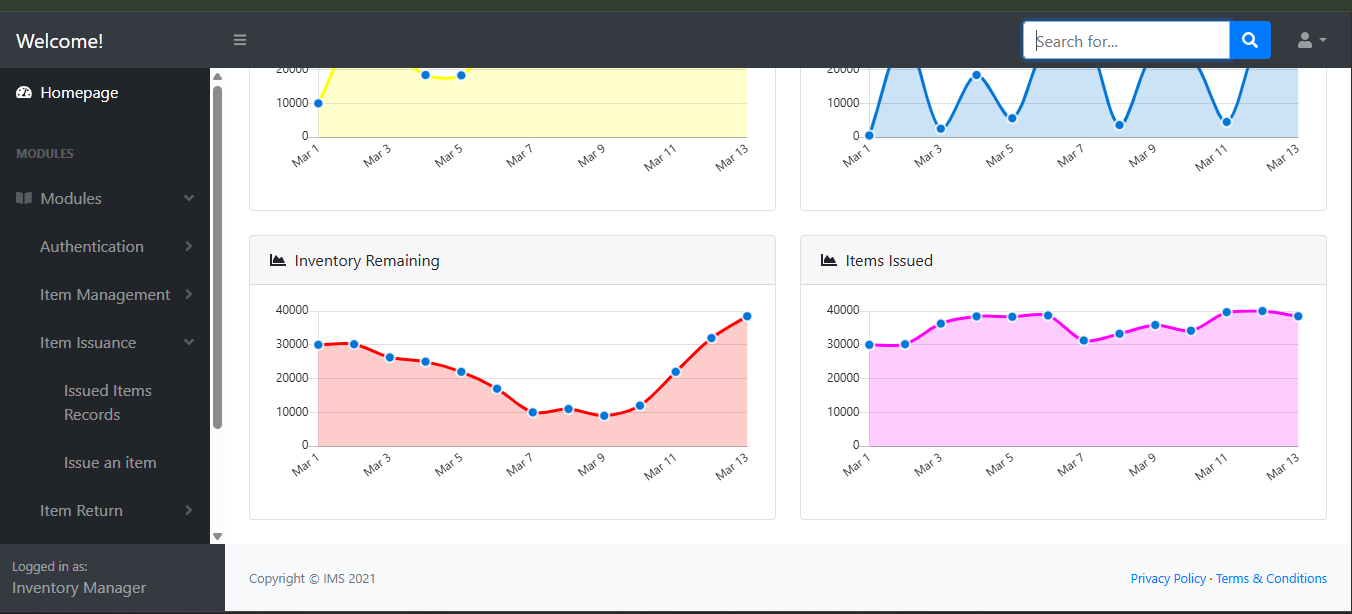 Welcome!
Search for...
Homepage
MODULES
Modules
Authentication
Item Management
Item Issuance
Issued Items
Records
Issue an item
Item Return
Logged in as:
Inventory Manager
20000
10000
0
Mar 1
Mar 3
Mar 5
Mar 7
Mar 9
Mar 11
Mar 13
20000
10000
0
Mar 1
Mar 3
Mar 5
Mar 7
Mar 9
Mar 11
Mar 13
Inventory Remaining
40000
30000
20000
10000
0
Mar 1
Mar 3
Mar 5
Mar 7
Mar 9
Mar 11
Mar 13
Items Issued
40000
30000
20000
10000
0
Mar 1
Mar 3
Mar 5
Mar 7
Mar 9
Mar 11
Mar 13
Copyright © IMS 2021
Privacy Policy · Terms & Conditions